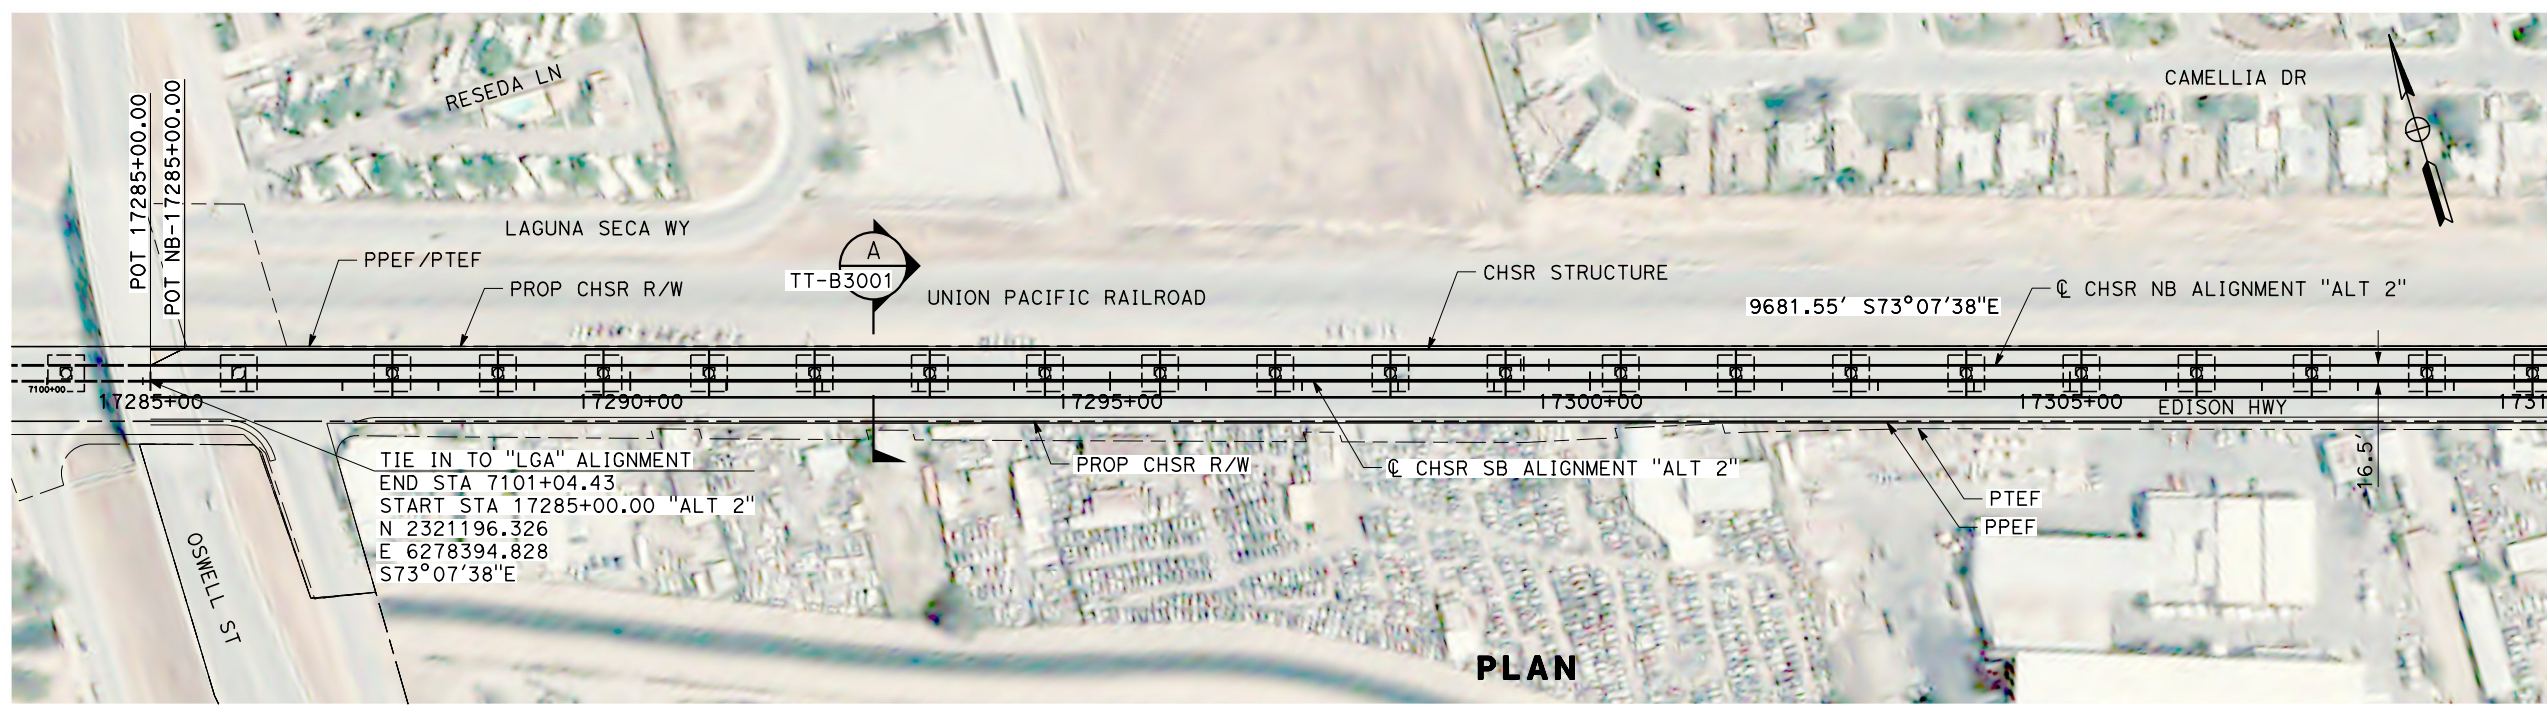 RESEDA LN
CAMELLIA DR
POT 17285+00.00
POT NB-17285+00.00
LAGUNA SECA WY
A
TT-B3001
PPEF/PTEF
PROP CHSR R/W
UNION PACIFIC RAILROAD
CHSR STRUCTURE
9681.55' S73°07'38"E
℄ CHSR NB ALIGNMENT "ALT 2"
7100+00
17285+00
17290+00
17295+00
17300+00
17305+00
1731
EDISON HWY
16.5'
TIE IN TO "LGA" ALIGNMENT
END STA 7101+04.43
START STA 17285+00.00 "ALT 2"
N 2321196.326
E 6278394.828
S73°07'38"E
PROP CHSR R/W
℄ CHSR SB ALIGNMENT "ALT 2"
PTEF
PPEF
OSWELL ST
PLAN